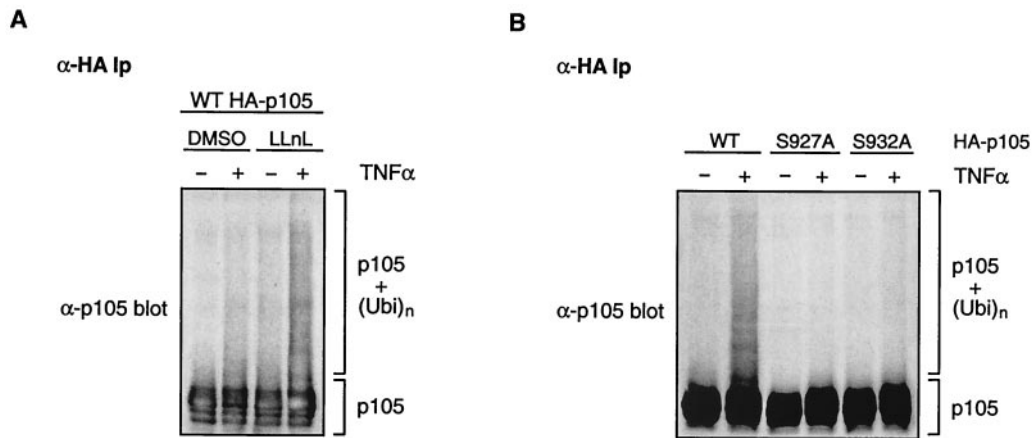 A
α-HA Ip
WT HA-p105
DMSO LLnL
– + – + TNFα
α-p105 blot
p105
+
(Ubi)n
p105
B
α-HA Ip
WT S927A S932A HA-p105
– + – + – + TNFα
α-p105 blot
p105
+
(Ubi)n
p105